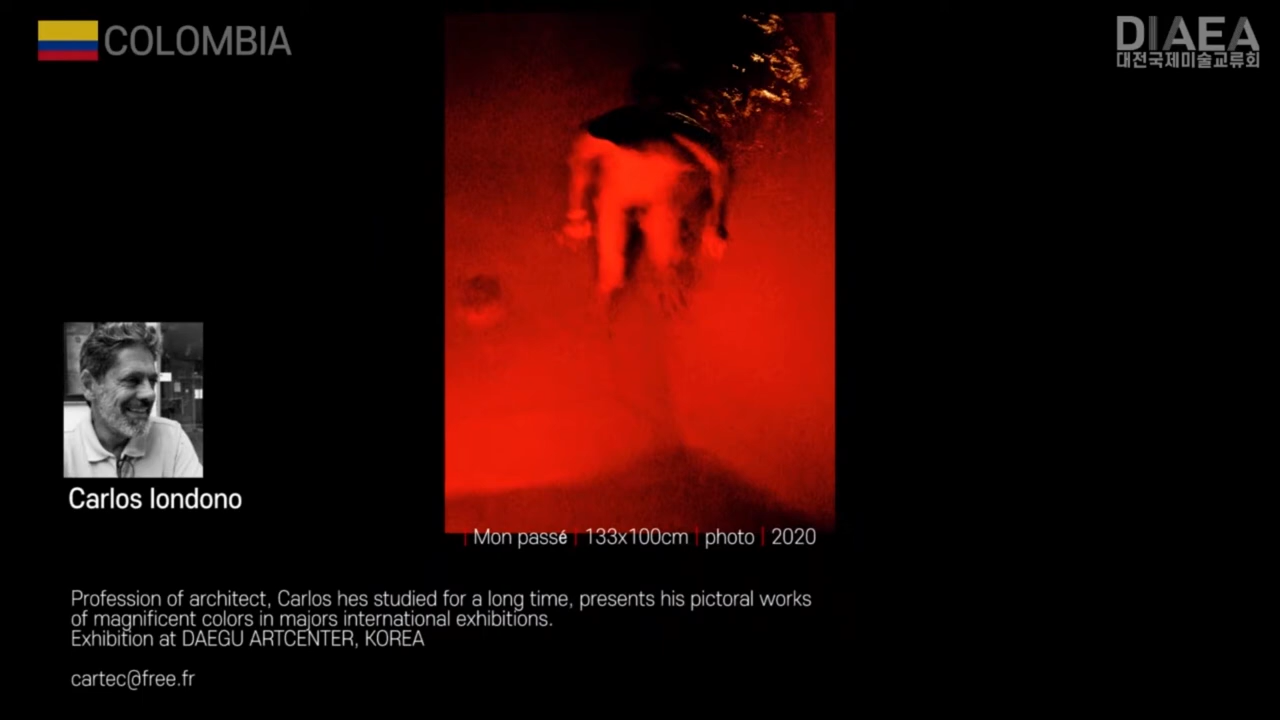 COLOMBIA
DIAEA
대전국제미술교류회
Carlos londono
Mon passé | 133x100cm | photo | 2020
Profession of architect, Carlos hes studied for a long time, presents his pictoral works
of magnificent colors in majors international exhibitions.
Exhibition at DAEGU ARTCENTER, KOREA
cartec@free.fr